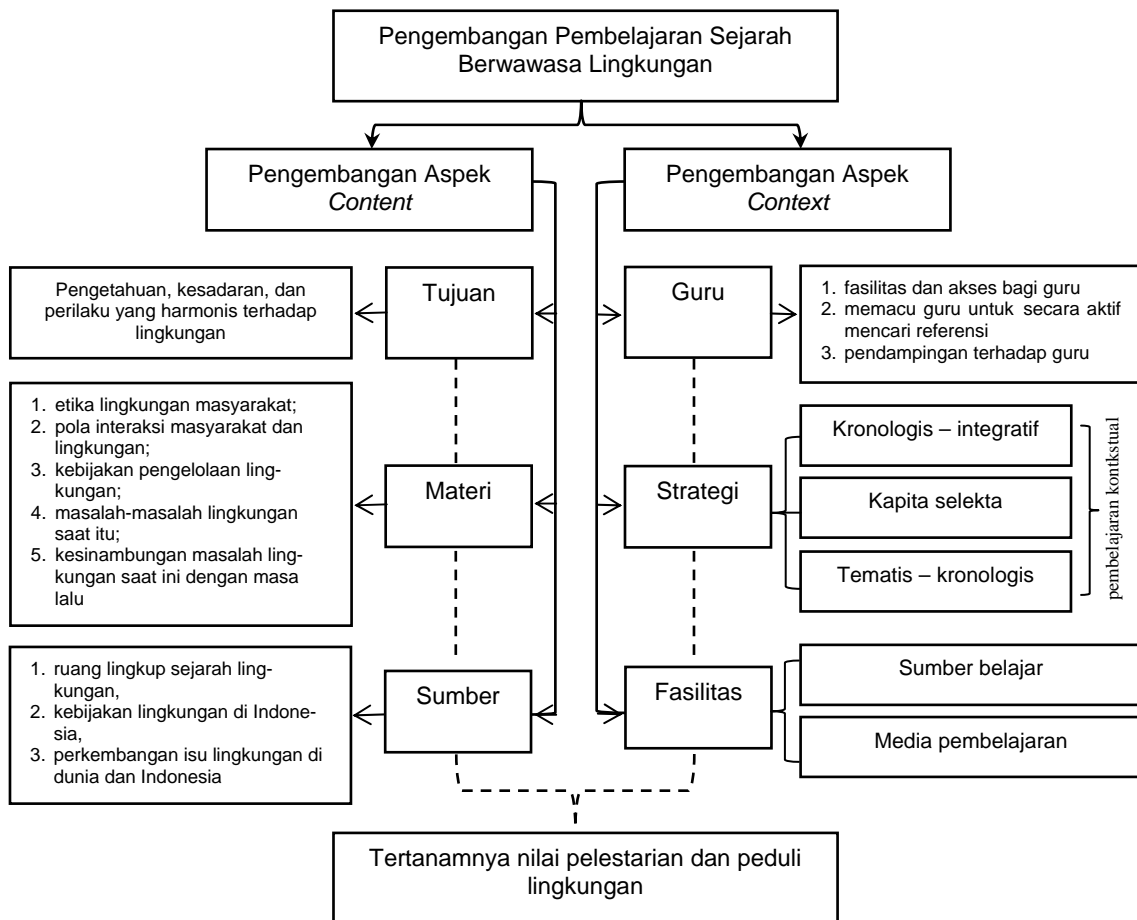 Pengembangan Pembelajaran Sejarah
Berwawasa Lingkungan
Pengembangan Aspek
Content
Pengembangan Aspek
Context
Pengetahuan, kesadaran, dan
perilaku yang harmonis terhadap
lingkungan
Tujuan
Guru
1. fasilitas dan akses bagi guru
2. memacu guru untuk secara aktif
mencari referensi
3. pendampingan terhadap guru
1. etika lingkungan masyarakat;
2. pola interaksi masyarakat dan
lingkungan;
3. kebijakan pengelolaan ling-
kungan;
4. masalah-masalah lingkungan
saat itu;
5. kesinambungan masalah ling-
kungan saat ini dengan masa
lalu
Materi
Strategi
Kronologis – integratif
Kapita selekta
Tematis – kronologis
pembelajaran kontkstual
1. ruang lingkup sejarah ling-
kungan,
2. kebijakan lingkungan di Indone-
sia,
3. perkembangan isu lingkungan di
dunia dan Indonesia
Sumber
Fasilitas
Sumber belajar
Media pembelajaran
Tertanamnya nilai pelestarian dan peduli
lingkungan